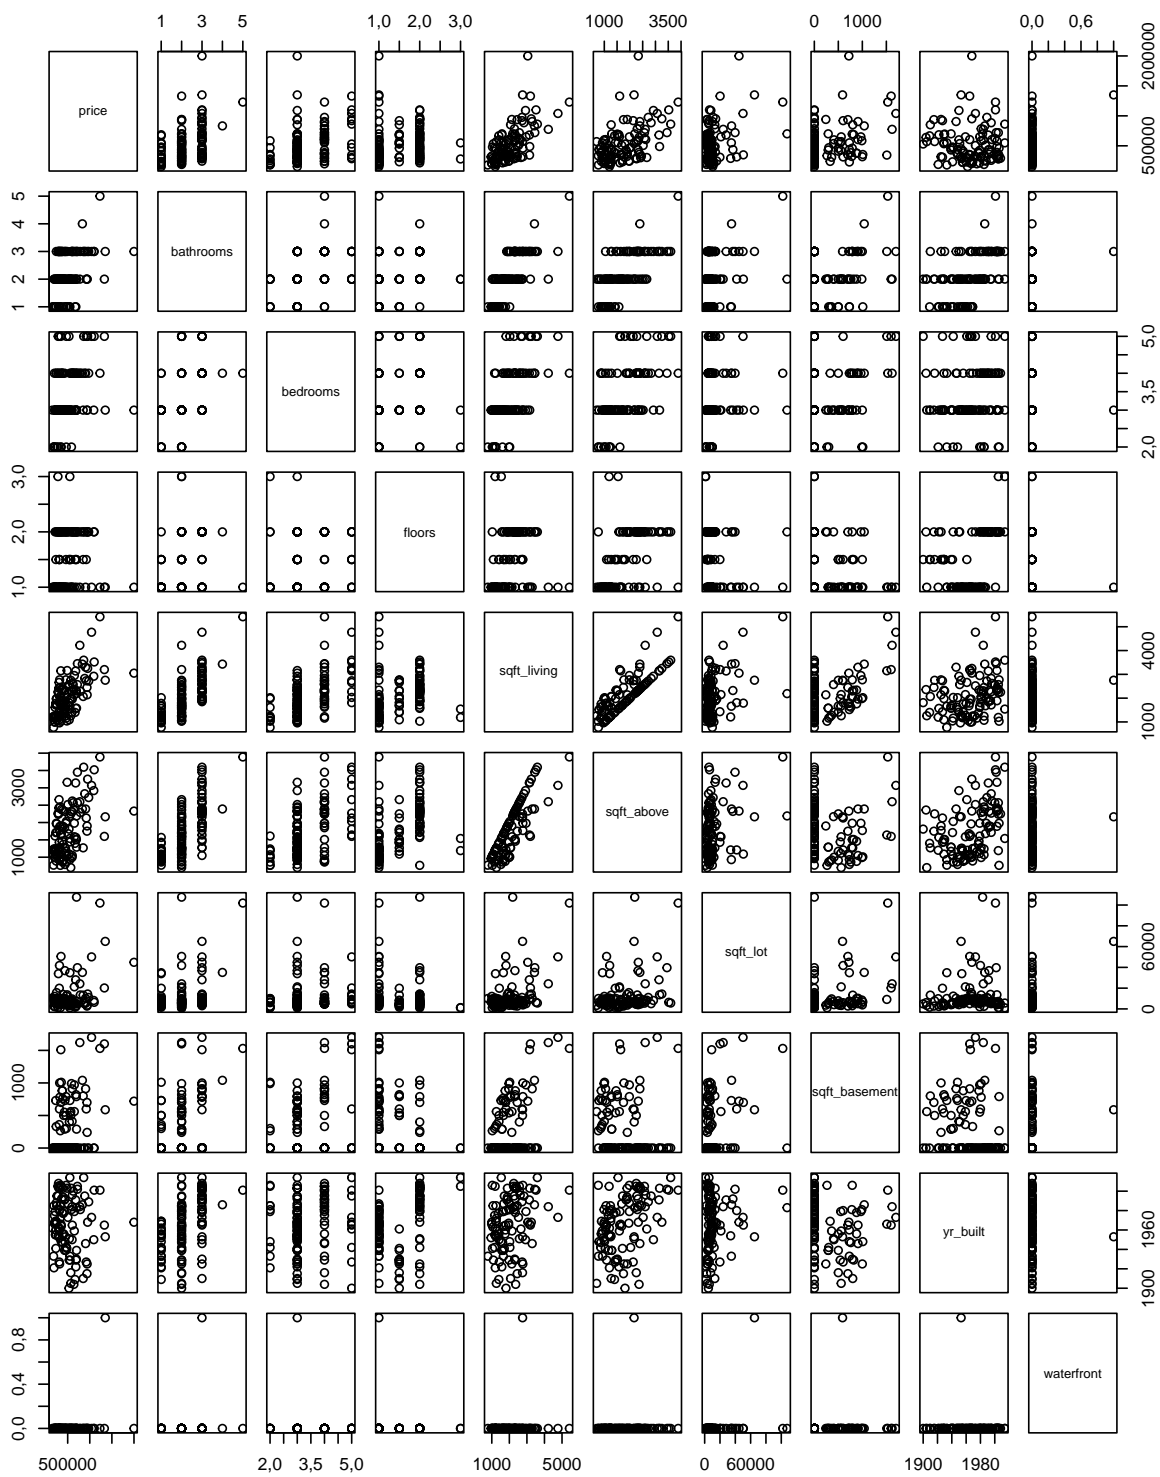 1 3 5 1,0 2,0 3,0 1000 3500 0 1000 0,0 0,6
price
500000 2000000
1 2 3 4 5
bathrooms
bedrooms
2,0 3,5 5,0
1,0 2,0 3,0
floors
sqft_living
1000 4000
1000 3000
sqft_above
sqft_lot
0 60000
0 1000
sqft_basement
yr_built
1900 1960
0,0 0,4 0,8
waterfront
500000 2,0 3,5 5,0 1000 5000 0 60000 1900 1980